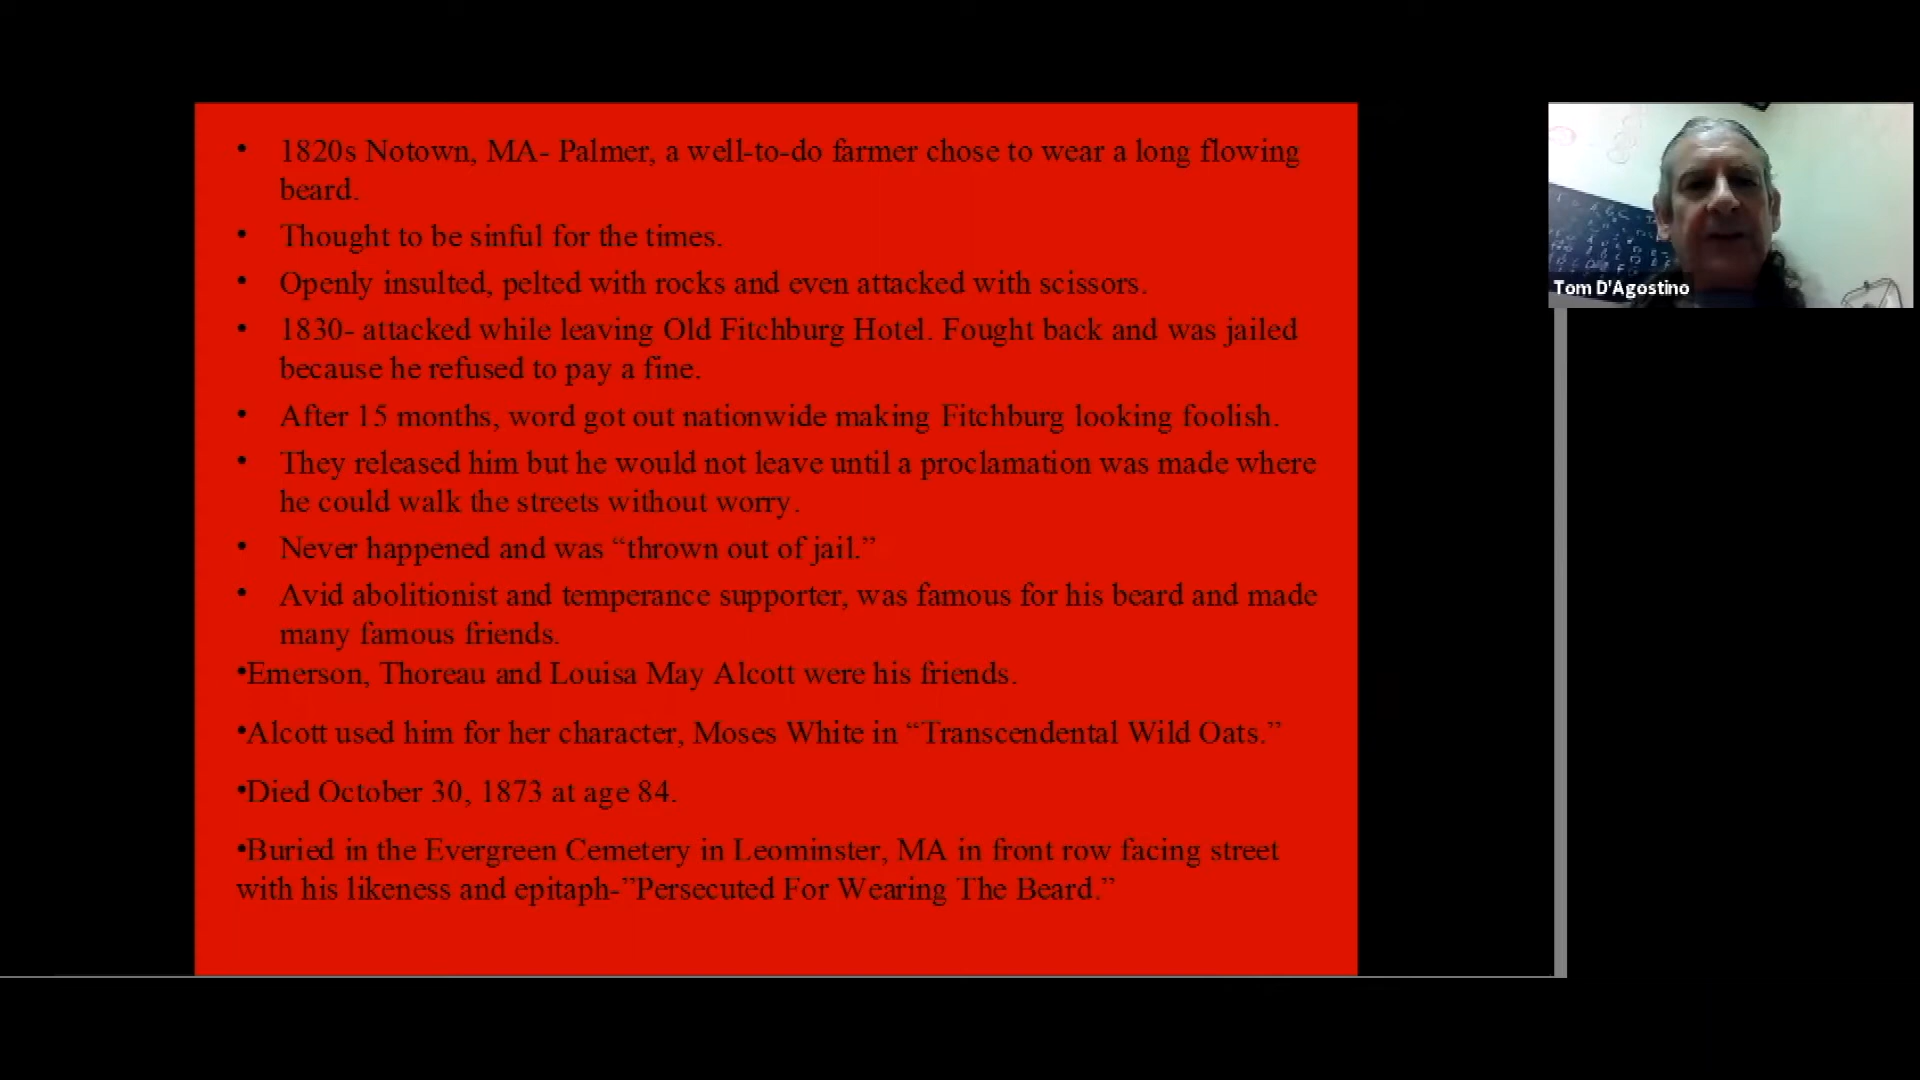 • 1820s Notown, MA- Palmer, a well-to-do farmer chose to wear a long flowing
beard.
• Thought to be sinful for the times.
• Openly insulted, pelted with rocks and even attacked with scissors.
• 1830- attacked while leaving Old Fitchburg Hotel. Fought back and was jailed
because he refused to pay a fine.
• After 15 months, word got out nationwide making Fitchburg looking foolish.
• They released him but he would not leave until a proclamation was made where
he could walk the streets without worry.
• Never happened and was “thrown out of jail.”
• Avid abolitionist and temperance supporter, was famous for his beard and made
many famous friends.
•Emerson, Thoreau and Louisa May Alcott were his friends.
•Alcott used him for her character, Moses White in “Transcendental Wild Oats.”
•Died October 30, 1873 at age 84.
•Buried in the Evergreen Cemetery in Leominster, MA in front row facing street
with his likeness and epitaph-”Persecuted For Wearing The Beard.”
Tom D'Agostino